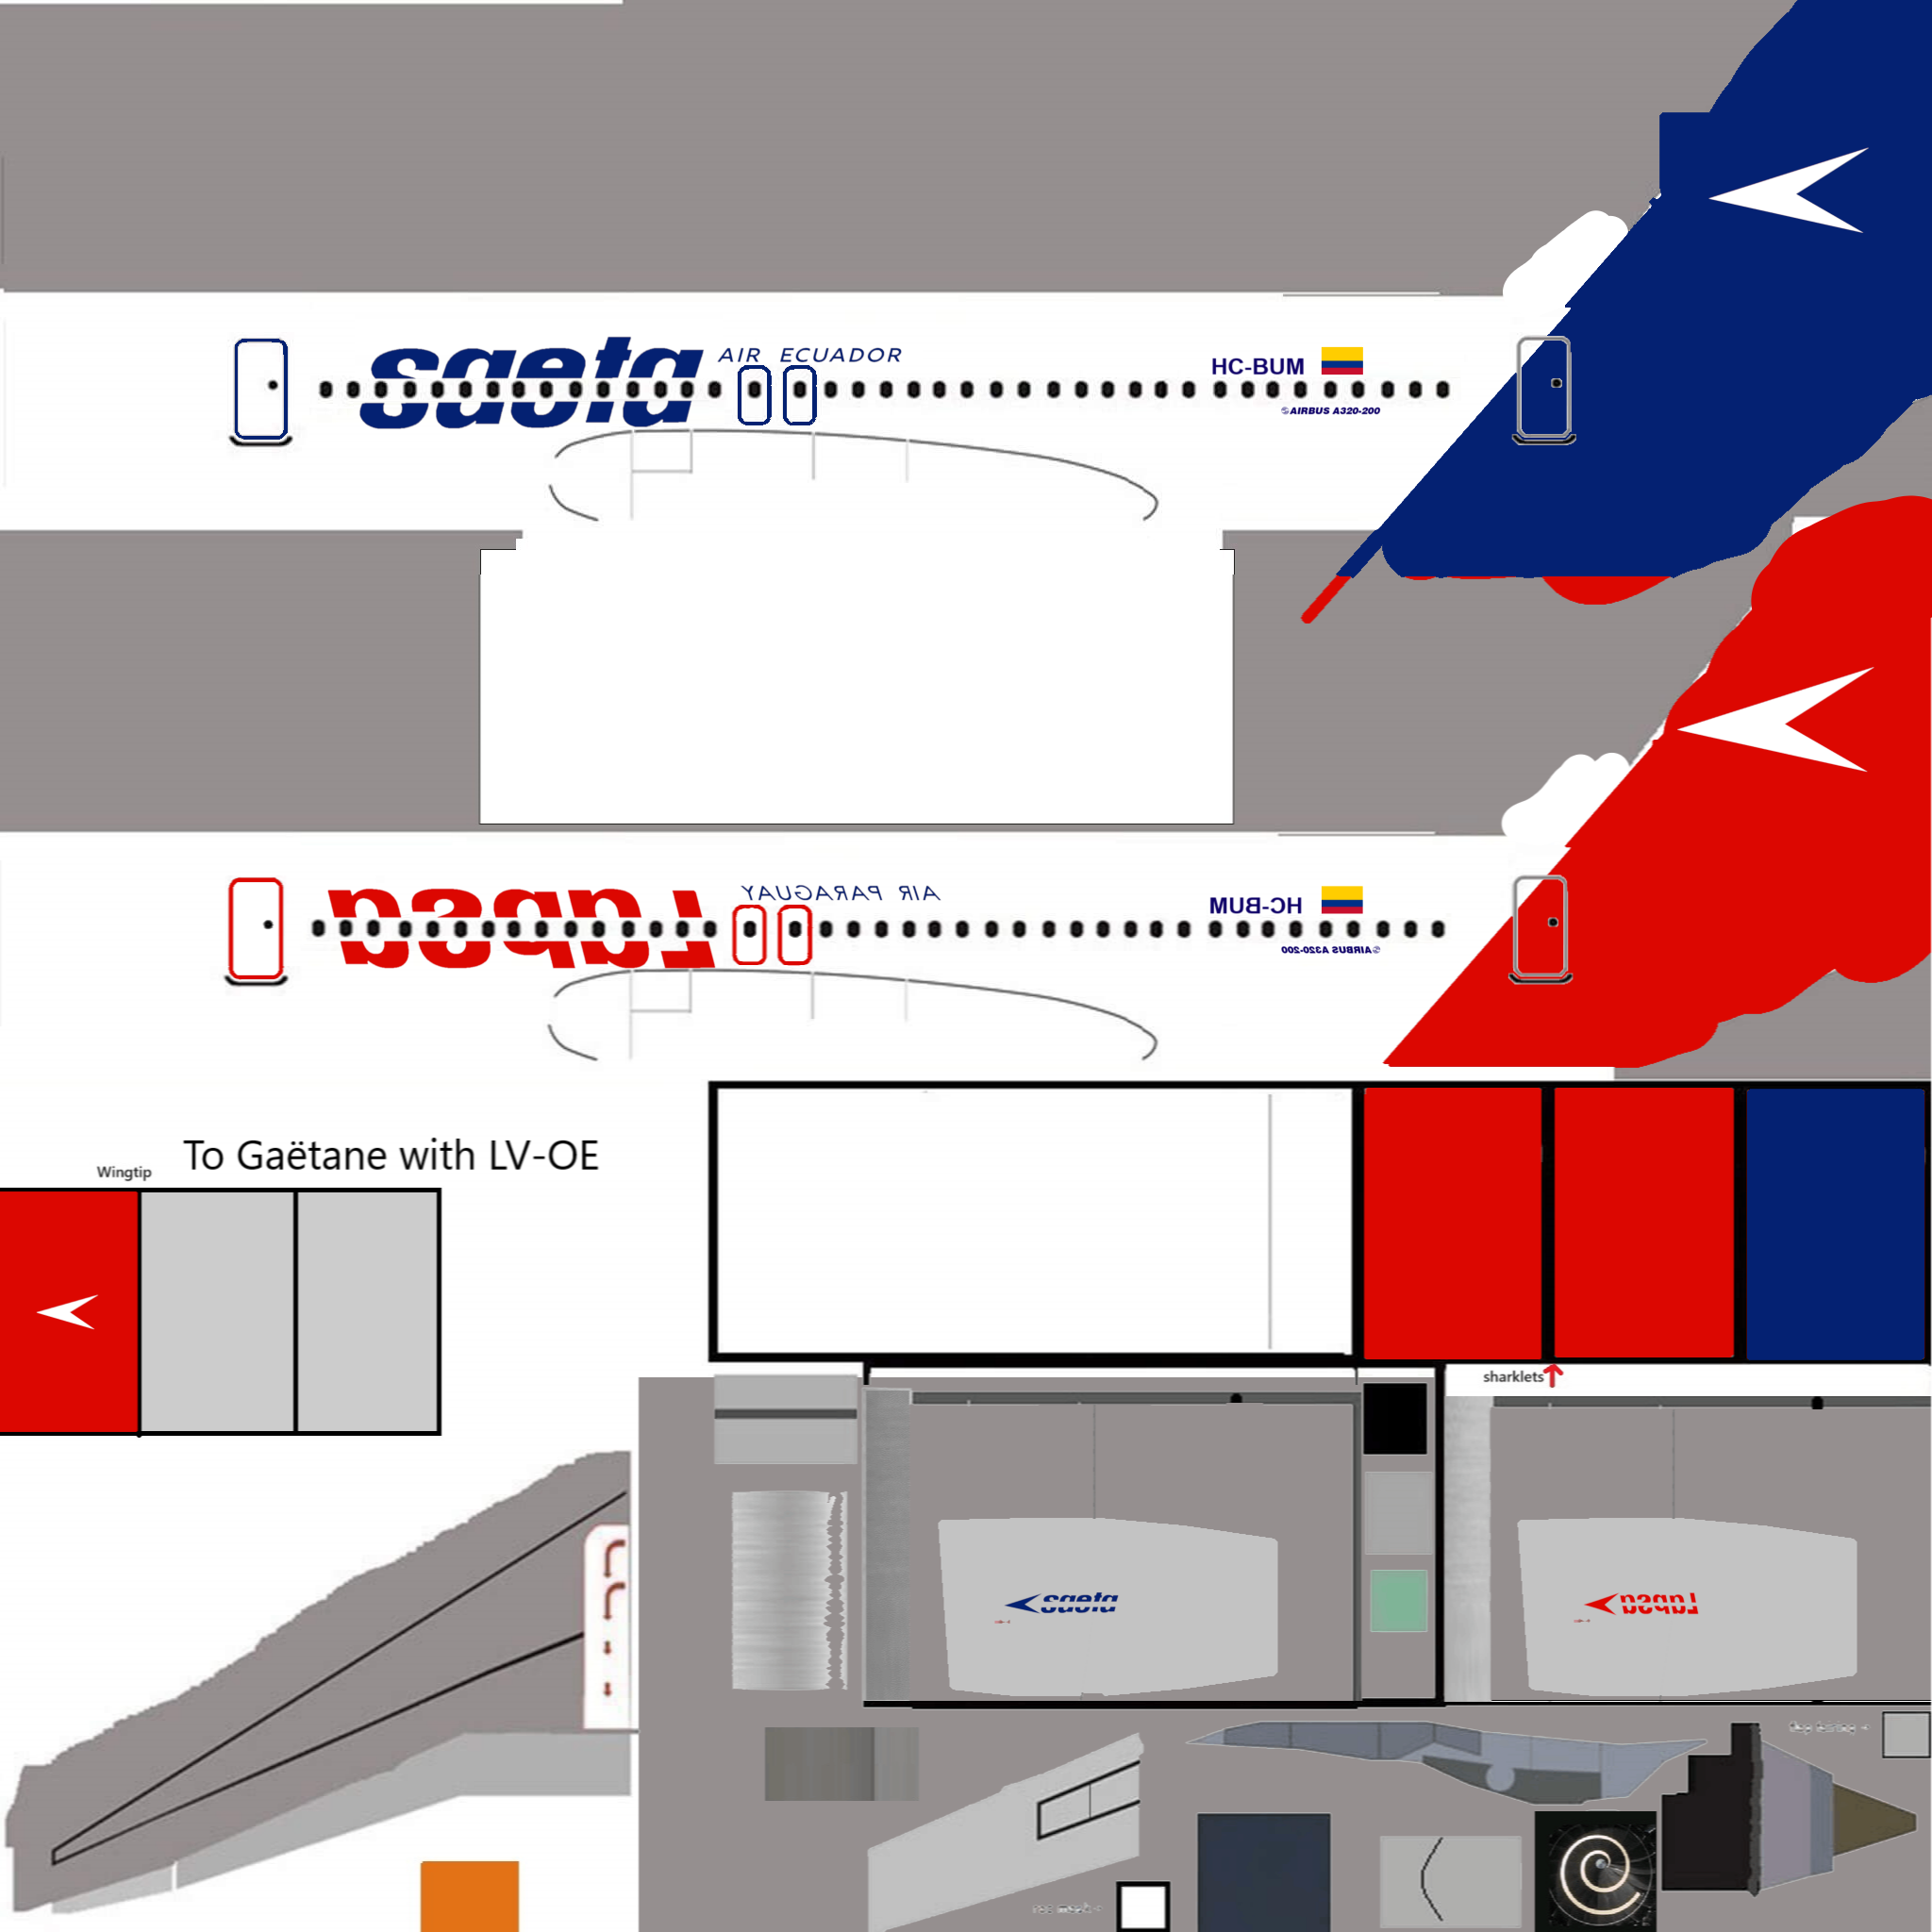 saeta AIR ECUADOR
HC-BUM
AIRBUS A320-200
Lapsa AIR PARAGUAY
HC-BUM
AIRBUS A320-200
To Gaëtane with LV-OE
Wingtip
sharklets
saeta
Lapsa